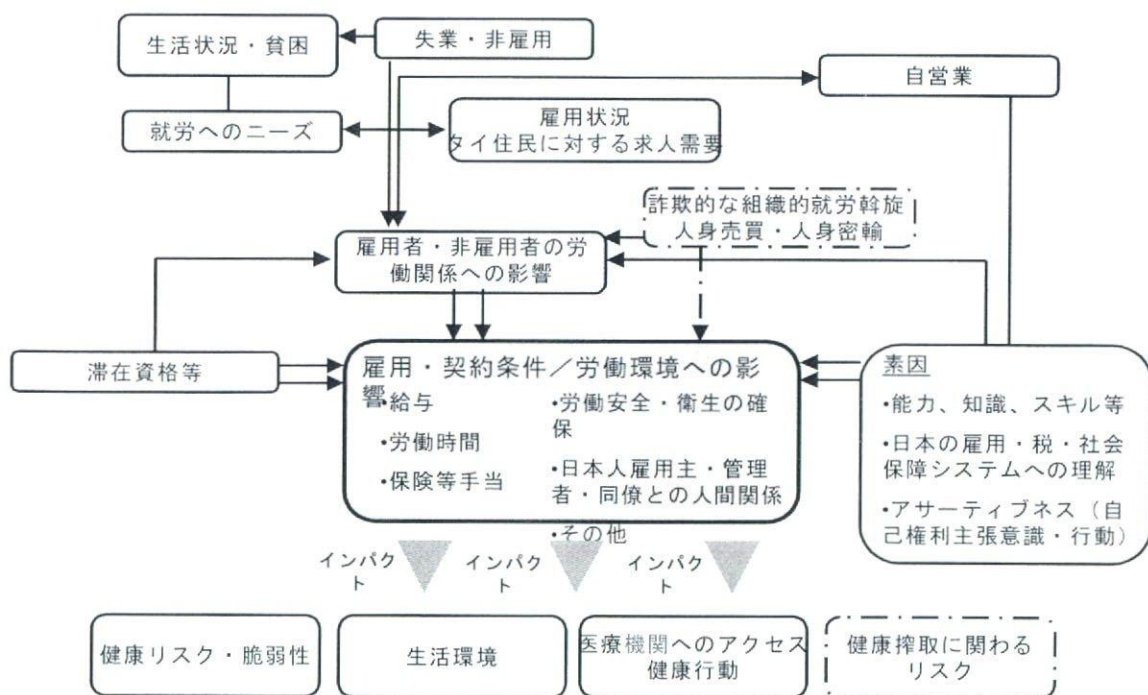 生活状況・貧困
失業・非雇用
自営業
就労へのニーズ
雇用状況
タイ住民に対する求人需要
詐欺的な組織的就労斡旋
人身売買・人身密輸
雇用者・非雇用者の労
働関係への影響
滞在資格等
雇用・契約条件／労働環境への影
響
•給与
•労働時間
•保険等手当
•労働安全・衛生の確
保
•日本人雇用主・管理
者・同僚との人間関係
•その他
素因
•能力、知識、スキル等
•日本の雇用・税・社会
保障システムへの理解
•アサーティブネス（自
己権利主張意識・行動）
インパク
ト
インパク
ト
インパク
ト
健康リスク・脆弱性
生活環境
医療機関へのアクセス
健康行動
健康搾取に関わる
リスク